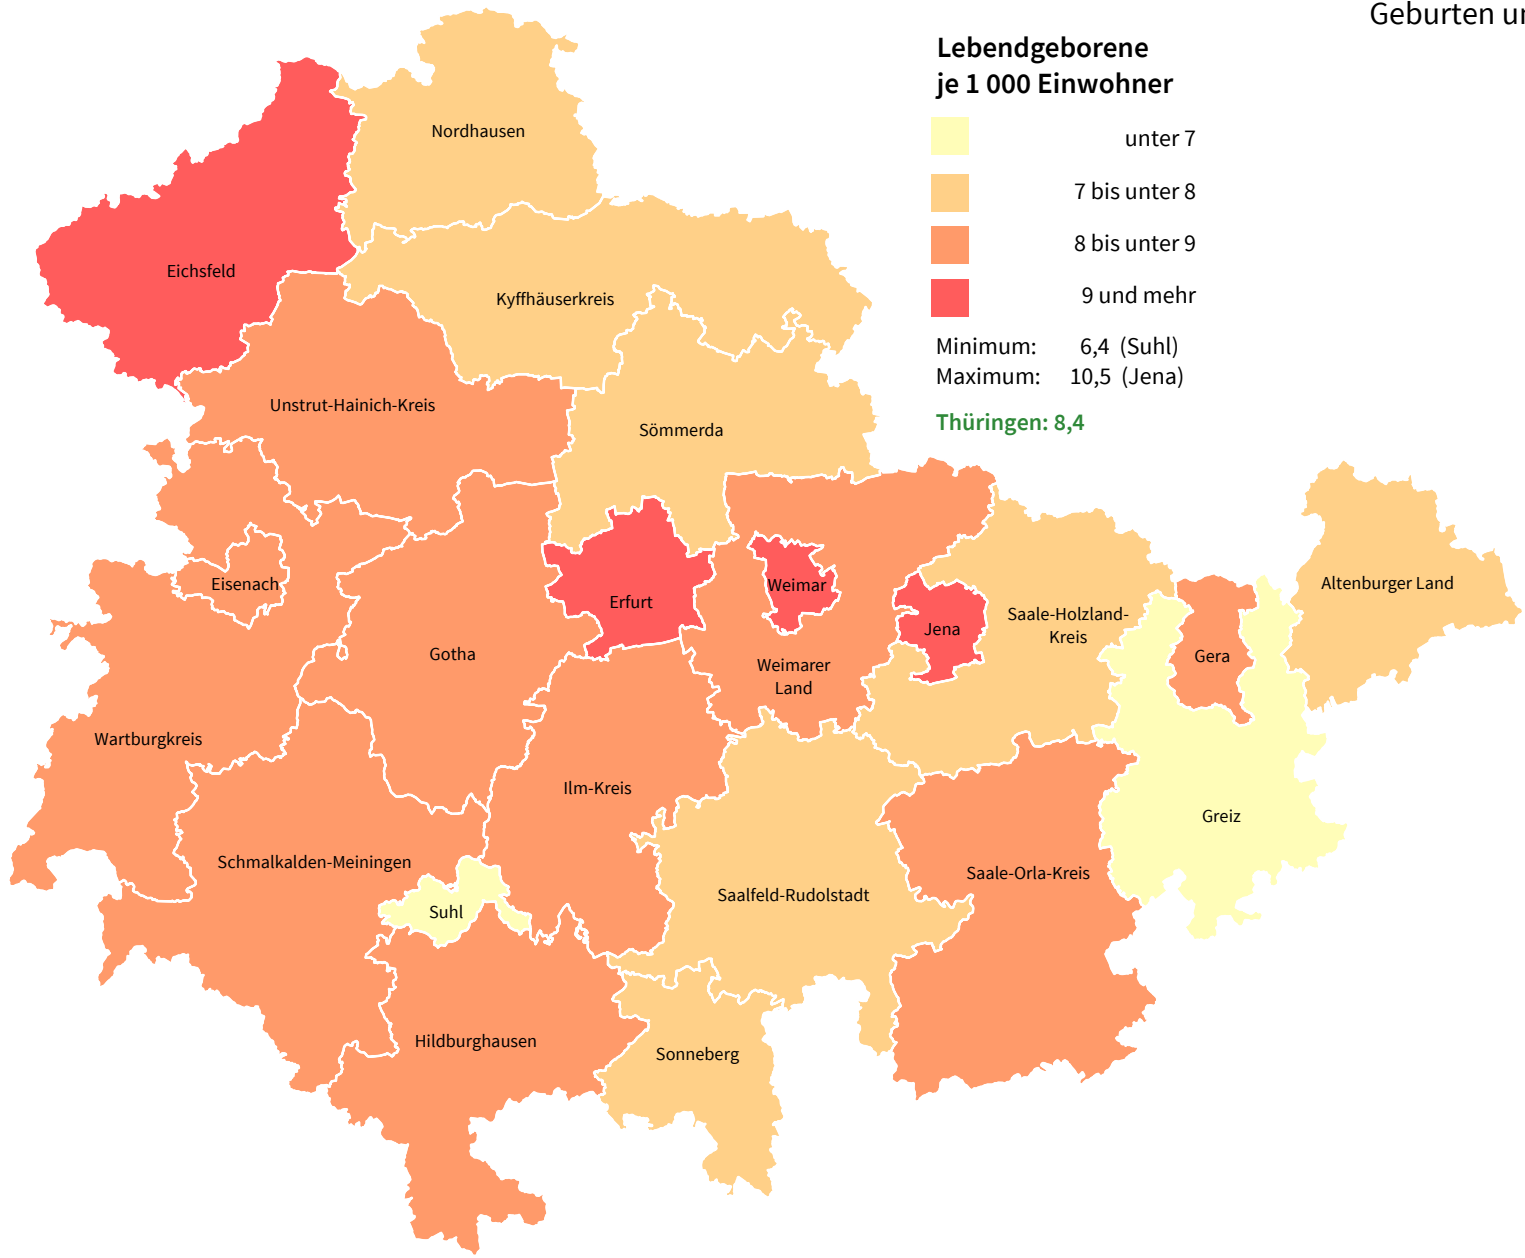 Geburten un
Lebendgeborene
je 1 000 Einwohner
unter 7
7 bis unter 8
8 bis unter 9
9 und mehr
Minimum: 6,4 (Suhl)
Maximum: 10,5 (Jena)
Thüringen: 8,4
Nordhausen
Eichsfeld
Kyffhäuserkreis
Unstrut-Hainich-Kreis
Sömmerda
Eisenach
Erfurt
Weimar
Altenburger Land
Saale-Holzland-
Kreis
Jena
Gotha
Weimarer
Land
Gera
Wartburgkreis
Ilm-Kreis
Greiz
Schmalkalden-Meiningen
Saale-Orla-Kreis
Saalfeld-Rudolstadt
Suhl
Hildburghausen
Sonneberg